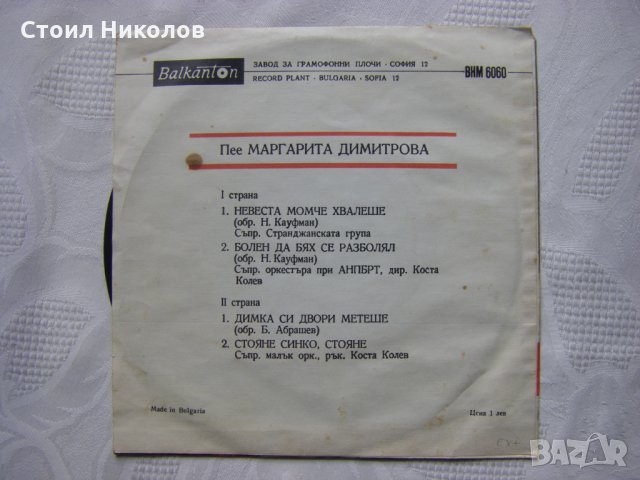 Стоил Николов
Balkanton
ЗАВОД ЗА ГРАМОФОННИ ПЛОЧИ · СОФИЯ 12
RECORD PLANT · BULGARIA · SOFIA 12
ВНМ 6060
Пее МАРГАРИТА ДИМИТРОВА
I страна
1. НЕВЕСТА МОМЧЕ ХВАЛЕШЕ
(обр. Н. Кауфман)
Съпр. Странджанската група
2. БОЛЕН ДА БЯХ СЕ РАЗБОЛЯЛ
(обр. Н. Кауфман)
Съпр. оркестъра при АНПБРТ, дир. Коста
Колев
II страна
1. ДИМКА СИ ДВОРИ МЕТЕШЕ
(обр. Б. Абрашев)
2. СТОЯНЕ СИНКО, СТОЯНЕ
Съпр. малък орк., рък. Коста Колев
Made in Bulgaria
Цена 1 лев
BAZAR